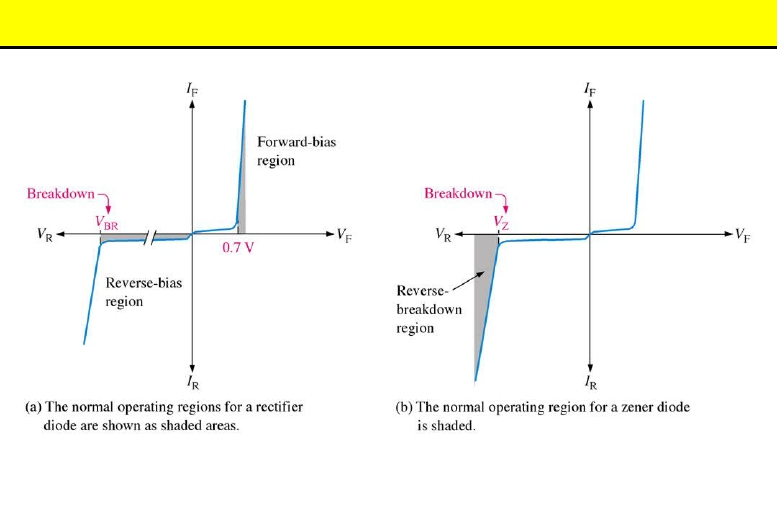 I_F
Forward-bias
region
Breakdown
V_BR
V_R
V_F
0.7 V
Reverse-bias
region
I_R
(a) The normal operating regions for a rectifier
diode are shown as shaded areas.
I_F
Breakdown
V_Z
V_R
V_F
Reverse-
breakdown
region
I_R
(b) The normal operating region for a zener diode
is shaded.